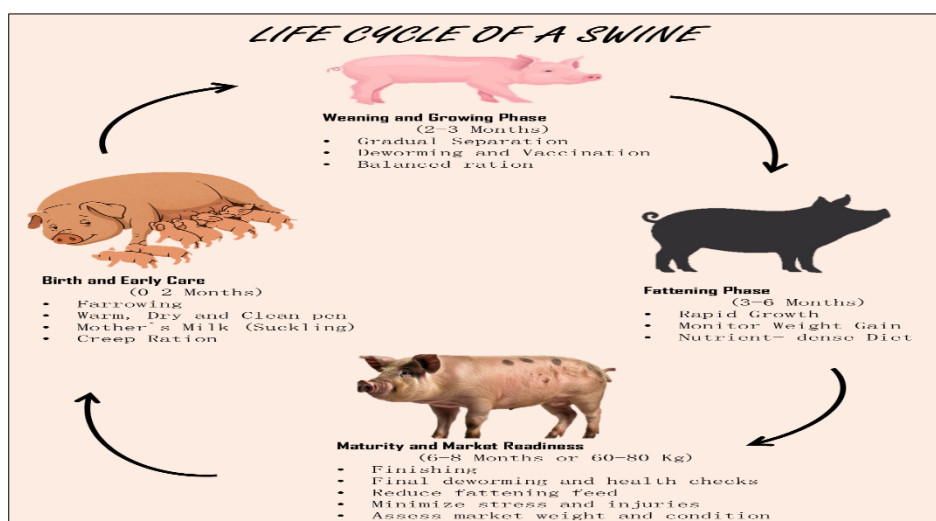 LIFE CYCLE OF A SWINE
Weaning and Growing Phase
(2-3 Months)
• Gradual Separation
• Deworming and Vaccination
• Balanced ration
Birth and Early Care
(0 2 Months)
• Farrowing
• Warm, Dry and Clean pen
• Mother's Milk (Suckling)
• Creep Ration
Fattening Phase
(3-6 Months)
• Rapid Growth
• Monitor Weight Gain
• Nutrient- dense Diet
Maturity and Market Readiness
(6-8 Months or 60-80 Kg)
• Finishing
• Final deworming and health checks
• Reduce fattening feed
• Minimize stress and injuries
• Assess market weight and condition